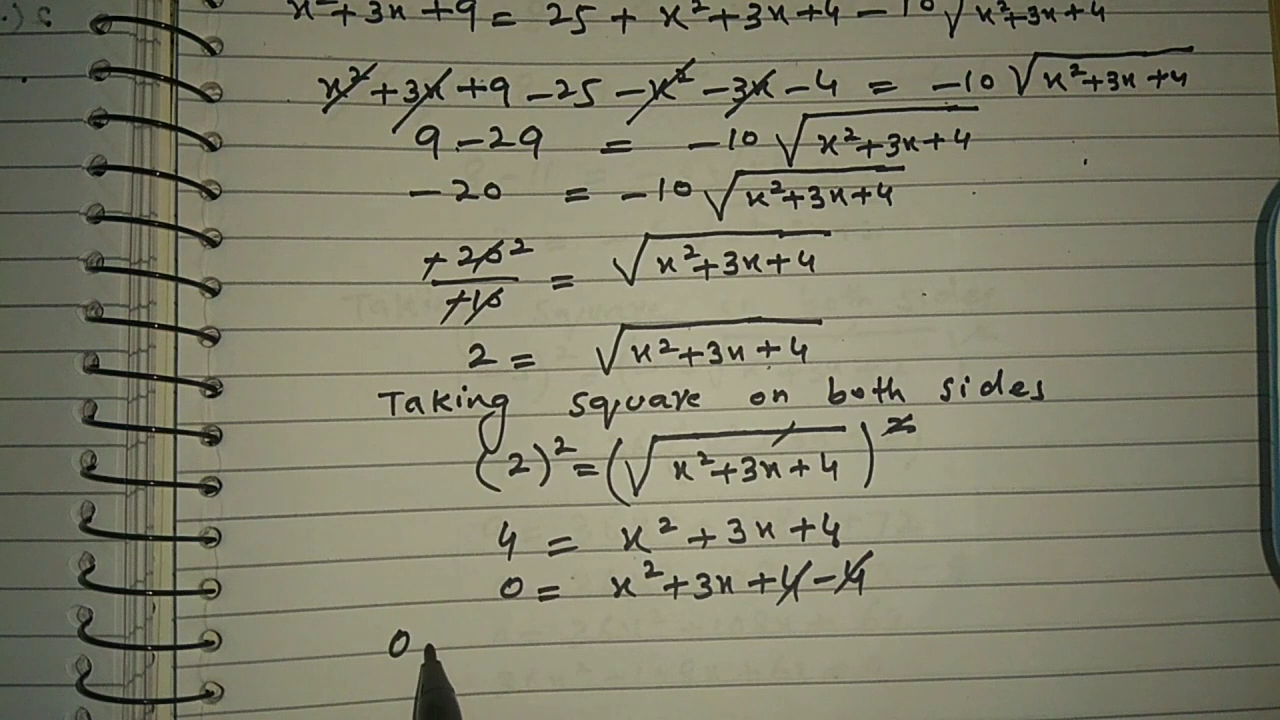 x²+3x+9 = 25 + x²+3x+4 - 10√x²+3x+4
x²+3x+9-25-x²-3x-4 = -10√x²+3x+4
9-29 = -10√x²+3x+4
-20 = -10√x²+3x+4
-20 2/-10 = √x²+3x+4
2 = √x²+3x+4
Taking square on both sides
(2)² = (√x²+3x+4)²
4 = x²+3x+4
0 = x²+3x+4-4
0